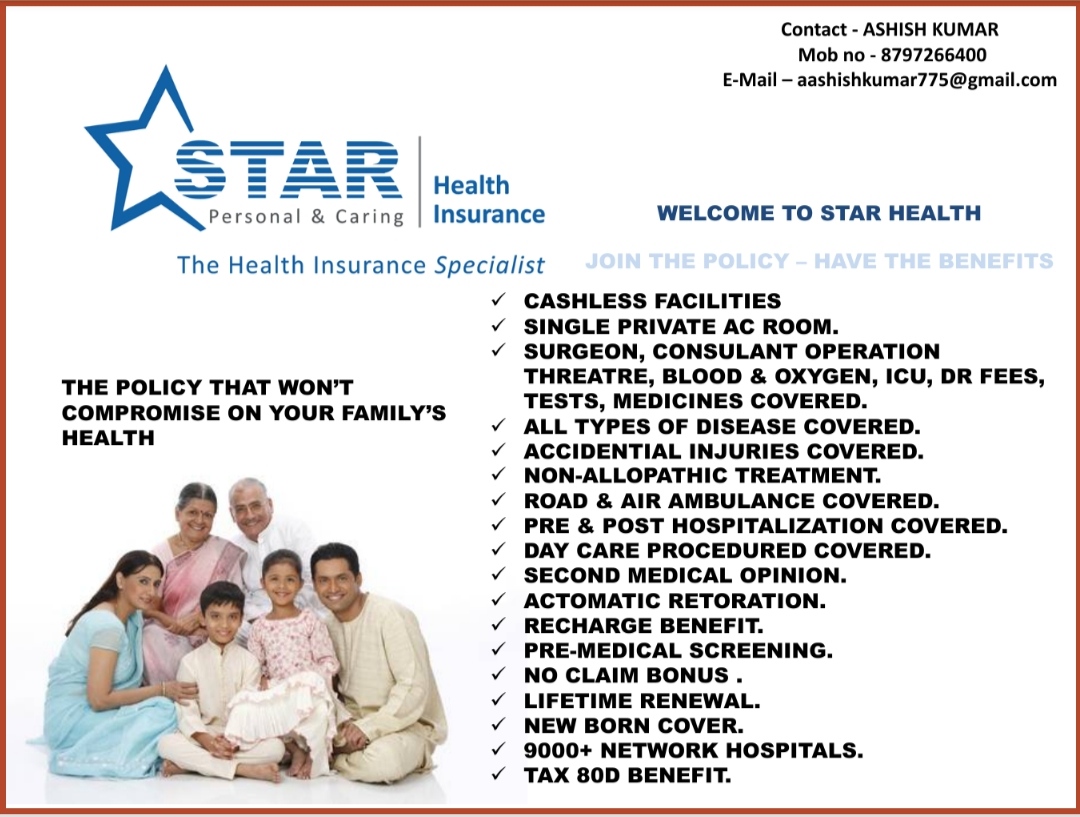 Contact - ASHISH KUMAR
Mob no - 8797266400
E-Mail – aashishkumar775@gmail.com
STAR
Personal & Caring
Health
Insurance
The Health Insurance Specialist
WELCOME TO STAR HEALTH
JOIN THE POLICY – HAVE THE BENEFITS
THE POLICY THAT WON'T
COMPROMISE ON YOUR FAMILY'S
HEALTH
✓ CASHLESS FACILITIES
✓ SINGLE PRIVATE AC ROOM.
✓ SURGEON, CONSULANT OPERATION
THREATRE, BLOOD & OXYGEN, ICU, DR FEES,
TESTS, MEDICINES COVERED.
✓ ALL TYPES OF DISEASE COVERED.
✓ ACCIDENTIAL INJURIES COVERED.
✓ NON-ALLOPATHIC TREATMENT.
✓ ROAD & AIR AMBULANCE COVERED.
✓ PRE & POST HOSPITALIZATION COVERED.
✓ DAY CARE PROCEDURED COVERED.
✓ SECOND MEDICAL OPINION.
✓ ACTOMATIC RETORATION.
✓ RECHARGE BENEFIT.
✓ PRE-MEDICAL SCREENING.
✓ NO CLAIM BONUS .
✓ LIFETIME RENEWAL.
✓ NEW BORN COVER.
✓ 9000+ NETWORK HOSPITALS.
✓ TAX 80D BENEFIT.